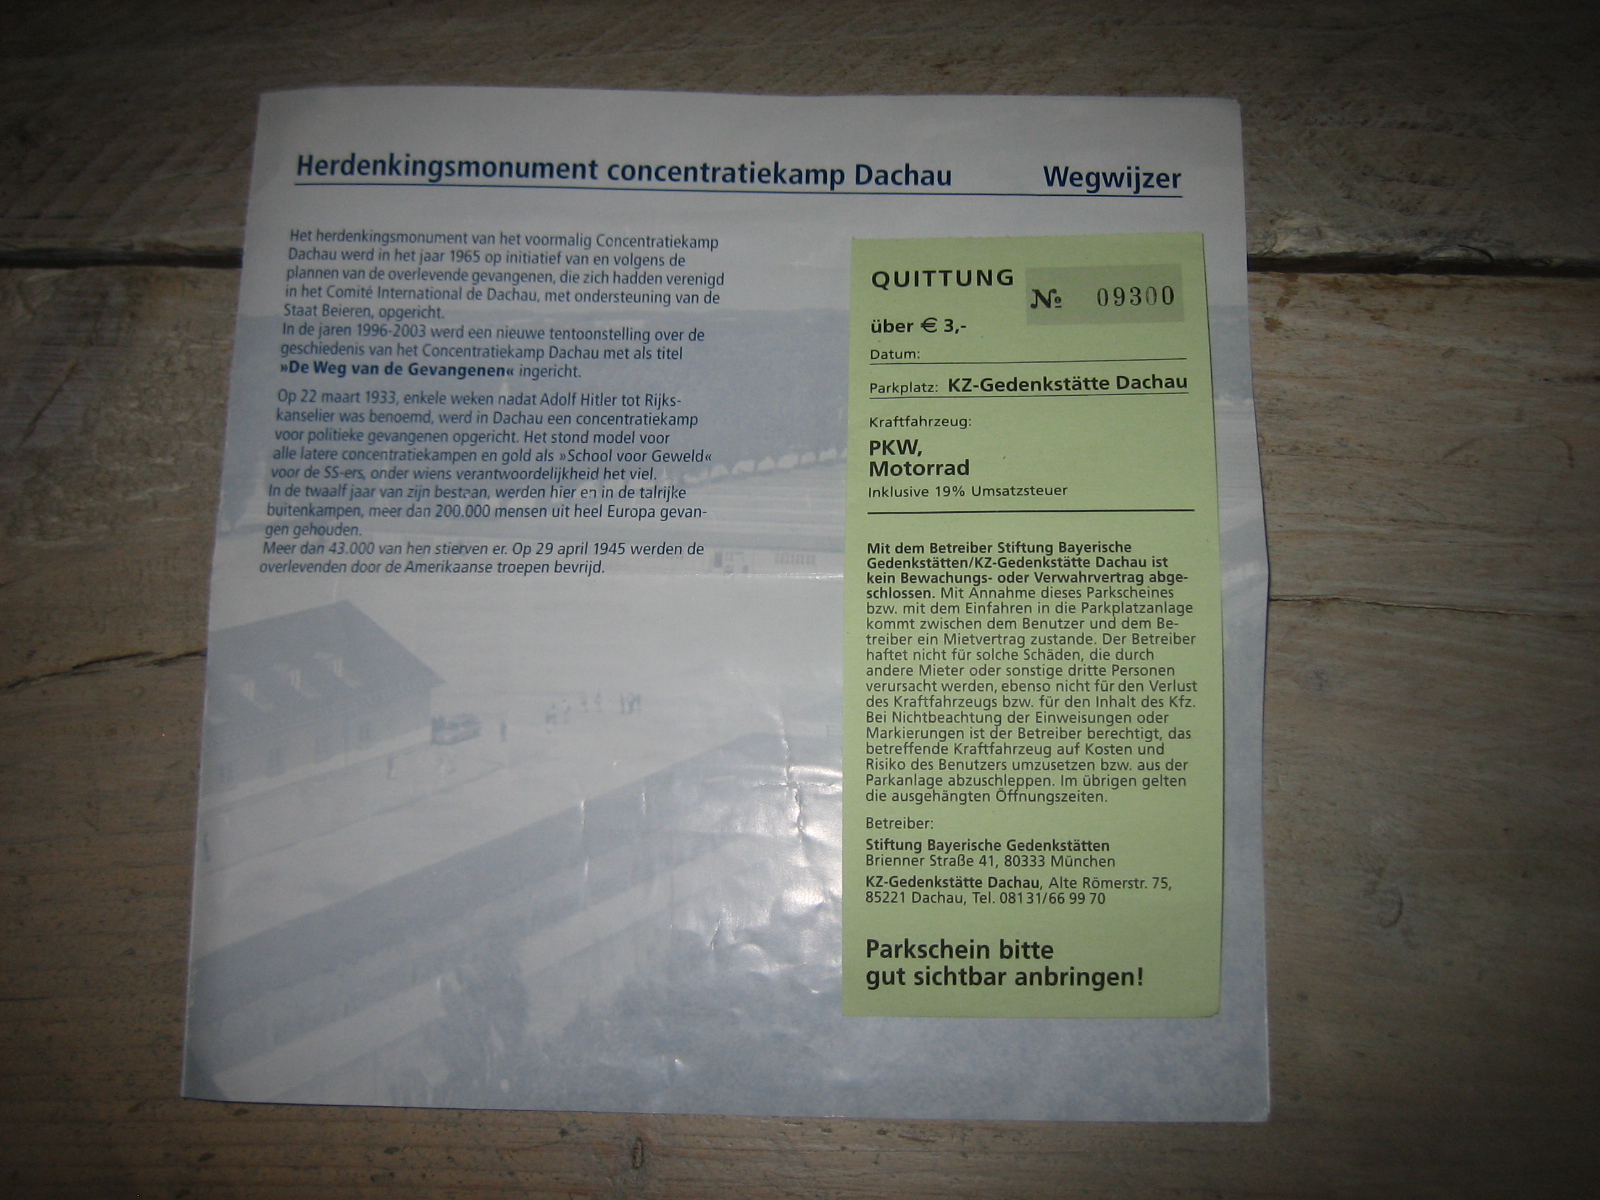 Herdenkingsmonument concentratiekamp Dachau Wegwijzer
Het herdenkingsmonument van het voormalig Concentratiekamp
Dachau werd in het jaar 1965 op initiatief van en volgens de
plannen van de overlevende gevangenen, die zich hadden verenigd
in het Comité International de Dachau, met ondersteuning van de
Staat Beieren, opgericht.
In de jaren 1996-2003 werd een nieuwe tentoonstelling over de
geschiedenis van het Concentratiekamp Dachau met als titel
»De Weg van de Gevangenen« ingericht.
Op 22 maart 1933, enkele weken nadat Adolf Hitler tot Rijks-
kanselier was benoemd, werd in Dachau een concentratiekamp
voor politieke gevangenen opgericht. Het stond model voor
alle latere concentratiekampen en gold als »School voor Geweld«
voor de SS-ers, onder wiens verantwoordelijkheid het viel.
In de twaalf jaar van zijn bestaan, werden hier en in de talrijke
buitenkampen, meer dan 200.000 mensen uit heel Europa gevan-
gen gehouden.
Meer dan 43.000 van hen stierven er. Op 29 april 1945 werden de
overlevenden door de Amerikaanse troepen bevrijd.
QUITTUNG
№ 09300
über € 3,-
Datum:
Parkplatz: KZ-Gedenkstätte Dachau
Kraftfahrzeug:
PKW,
Motorrad
Inklusive 19% Umsatzsteuer
Mit dem Betreiber Stiftung Bayerische
Gedenkstätten/KZ-Gedenkstätte Dachau ist
kein Bewachungs- oder Verwahrvertrag abge-
schlossen. Mit Annahme dieses Parkscheines
bzw. mit dem Einfahren in die Parkplatzanlage
kommt zwischen dem Benutzer und dem Be-
treiber ein Mietvertrag zustande. Der Betreiber
haftet nicht für solche Schäden, die durch
andere Mieter oder sonstige dritte Personen
verursacht werden, ebenso nicht für den Verlust
des Kraftfahrzeugs bzw. für den Inhalt des Kfz.
Bei Nichtbeachtung der Einweisungen oder
Markierungen ist der Betreiber berechtigt, das
betreffende Kraftfahrzeug auf Kosten und
Risiko des Benutzers umzusetzen bzw. aus der
Parkanlage abzuschleppen. Im übrigen gelten
die ausgehängten Öffnungszeiten.
Betreiber:
Stiftung Bayerische Gedenkstätten
Brienner Straße 41, 80333 München
KZ-Gedenkstätte Dachau, Alte Römerstr. 75,
85221 Dachau, Tel. 08131/66 99 70
Parkschein bitte
gut sichtbar anbringen!